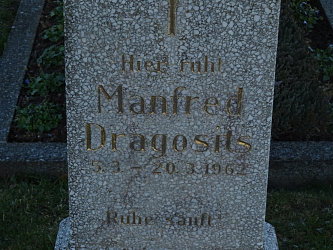 Hier ruht
Manfred
Dragosits
5.3. – 20.3.1962
Ruhe sanft!